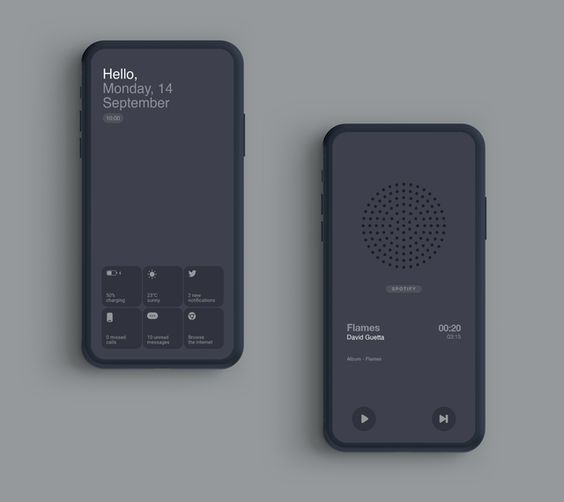 Hello,
Monday, 14
September
10:00
50%
charging
23°C
sunny
2 new
notifications
0 missed
calls
10 unread
messages
Browse
the internet
SPOTIFY
Flames
00:20
David Guetta
03:15
Album - Flames